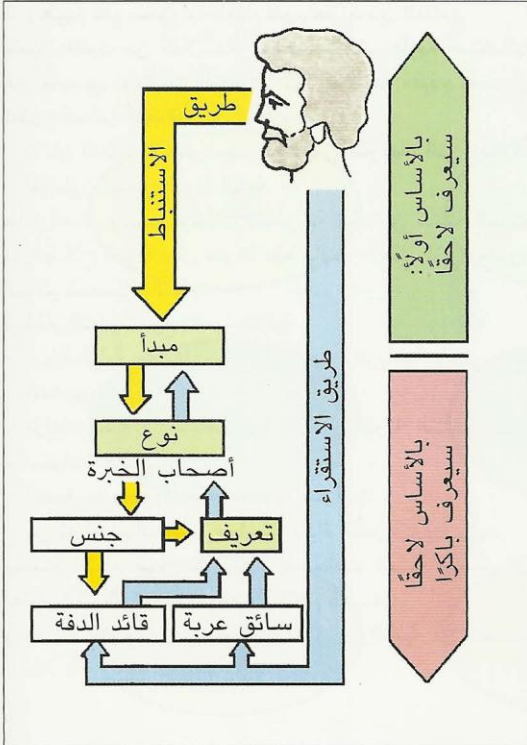 طريق
الاستنباط
مبدأ
نوع
أصحاب الخبرة
جنس
تعريف
قائد الدفة
سائق عربة
طريق الاستقراء
بالأساس أولاً:
سيعرف لاحقًا
بالأساس لاحقًا
سيعرف باكرًا